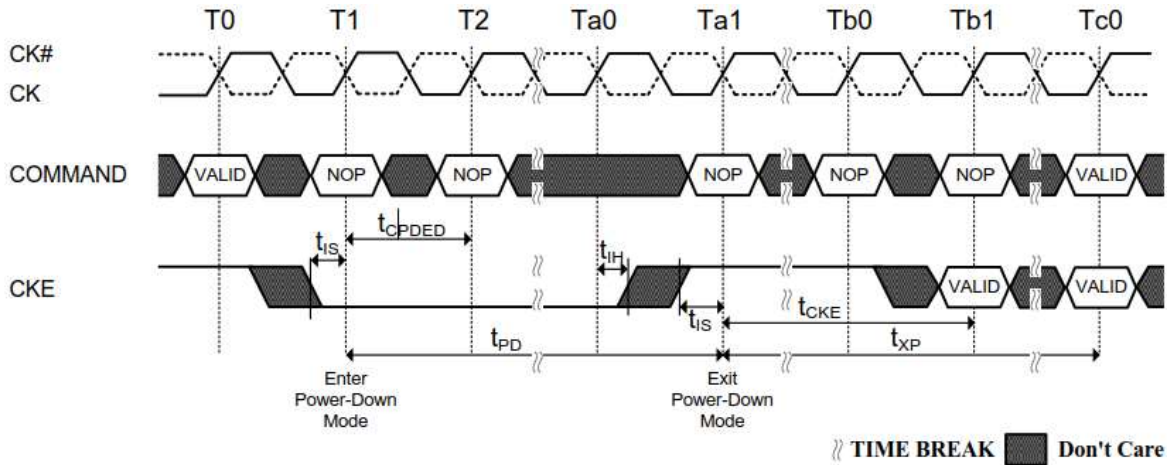 T0 T1 T2 Ta0 Ta1 Tb0 Tb1 Tc0
CK#
CK
COMMAND VALID NOP NOP NOP NOP NOP VALID
tCPDED
tIS
tIH
CKE VALID VALID
tIS
tCKE
tPD
tXP
Enter
Power-Down
Mode
Exit
Power-Down
Mode
TIME BREAK Don't Care